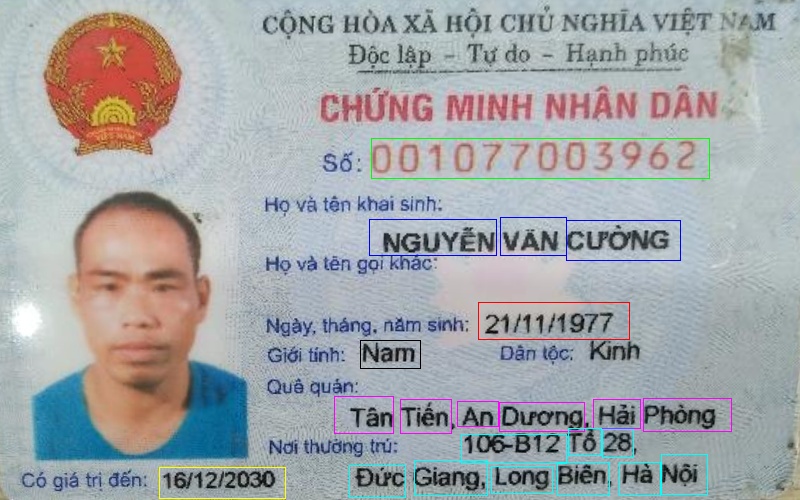 CỘNG HÒA XÃ HỘI CHỦ NGHĨA VIỆT NAM
Độc lập - Tự do - Hạnh phúc
CHỨNG MINH NHÂN DÂN
Số: 001077003962
Họ và tên khai sinh:
NGUYỄN VĂN CƯỜNG
Họ và tên gọi khác:
Ngày, tháng, năm sinh: 21/11/1977
Giới tính: Nam Dân tộc: Kinh
Quê quán:
Tân Tiến, An Dương, Hải Phòng
Nơi thường trú: 106-B12 Tổ 28,
Có giá trị đến: 16/12/2030 Đức Giang, Long Biên, Hà Nội